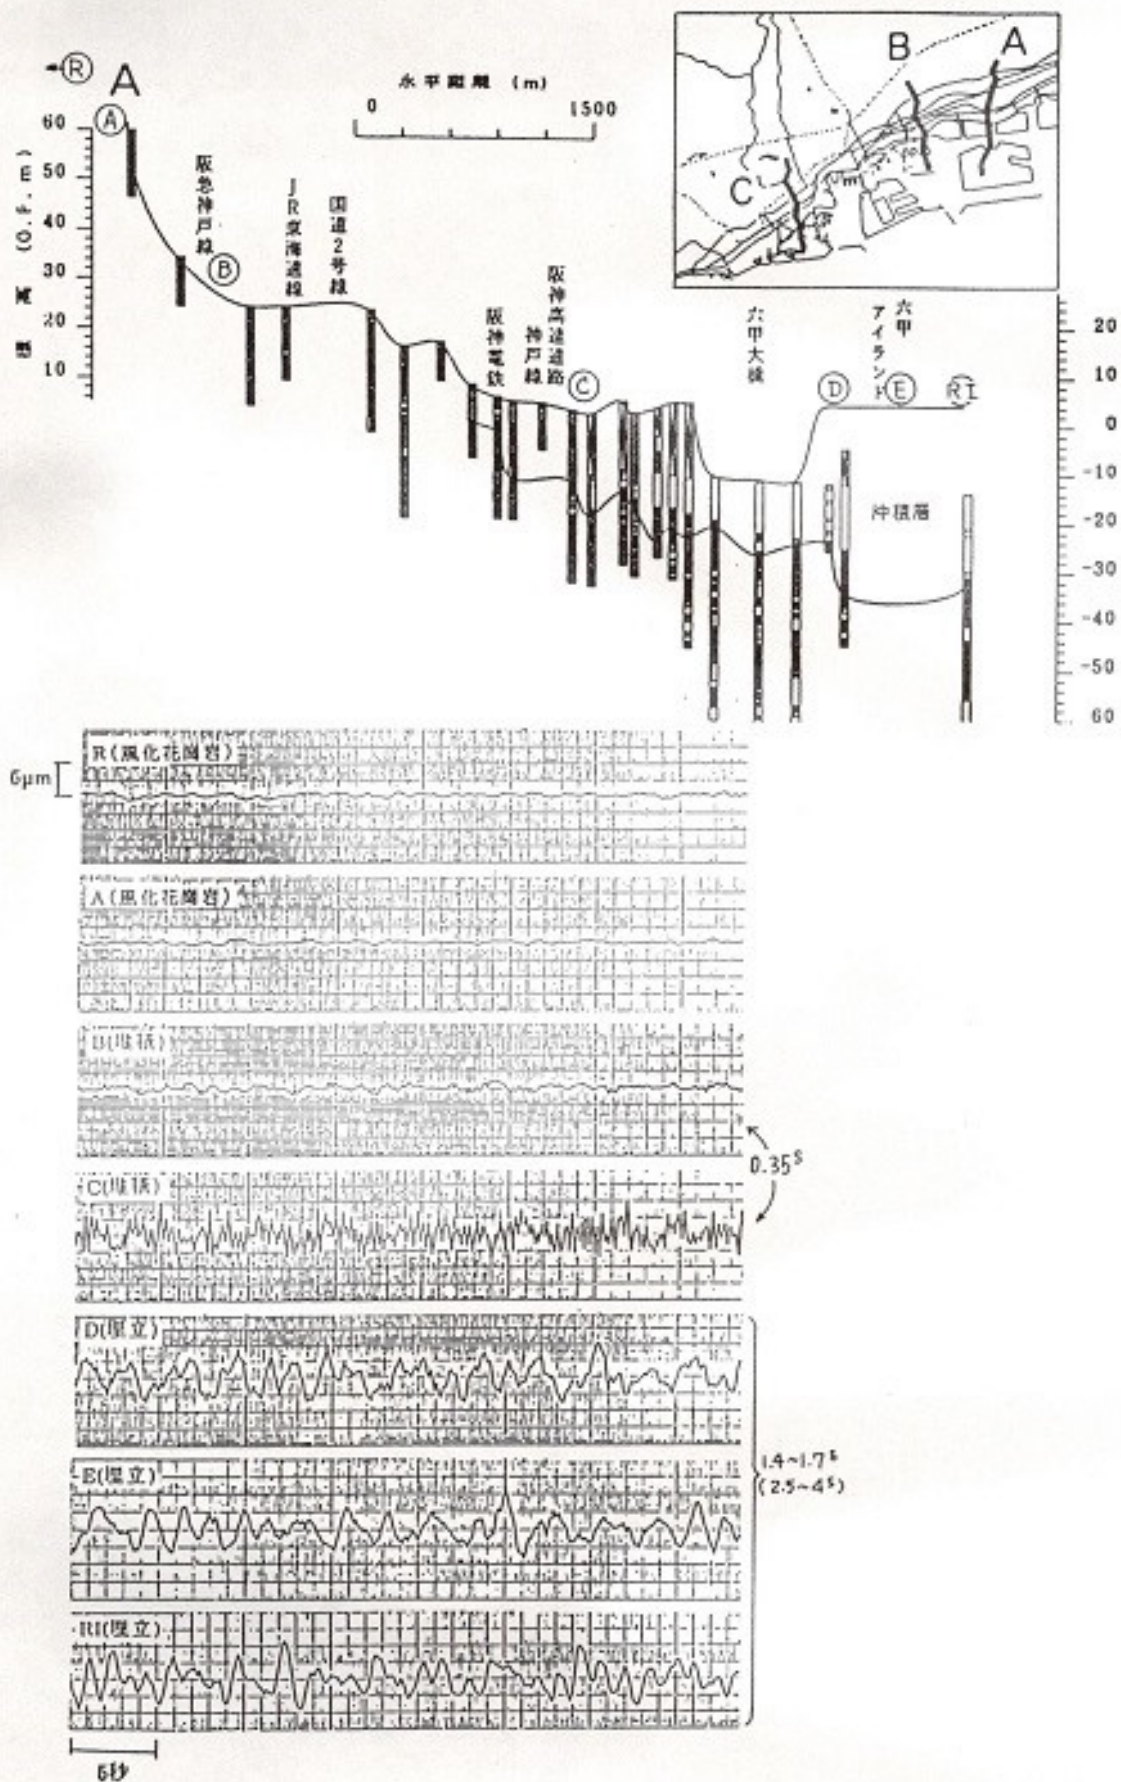 R
A
水平距離 (m)
0
1500
B
A
C
A
60
50
40
30
20
10
標高 (O.P.m)
阪急神戸線
B
JR東海道線
国道2号線
阪神電鉄
阪神高速道路
神戸線
C
六甲大橋
六甲
アイランド
D
E
RI
沖積層
20
10
0
-10
-20
-30
-40
-50
60
6μm
R(風化花崗岩)
A(風化花崗岩)
B(堆積)
0.35s
C(堆積)
D(埋立)
E(埋立)
1.4~1.7s
(2.5~4s)
RI(埋立)
6秒